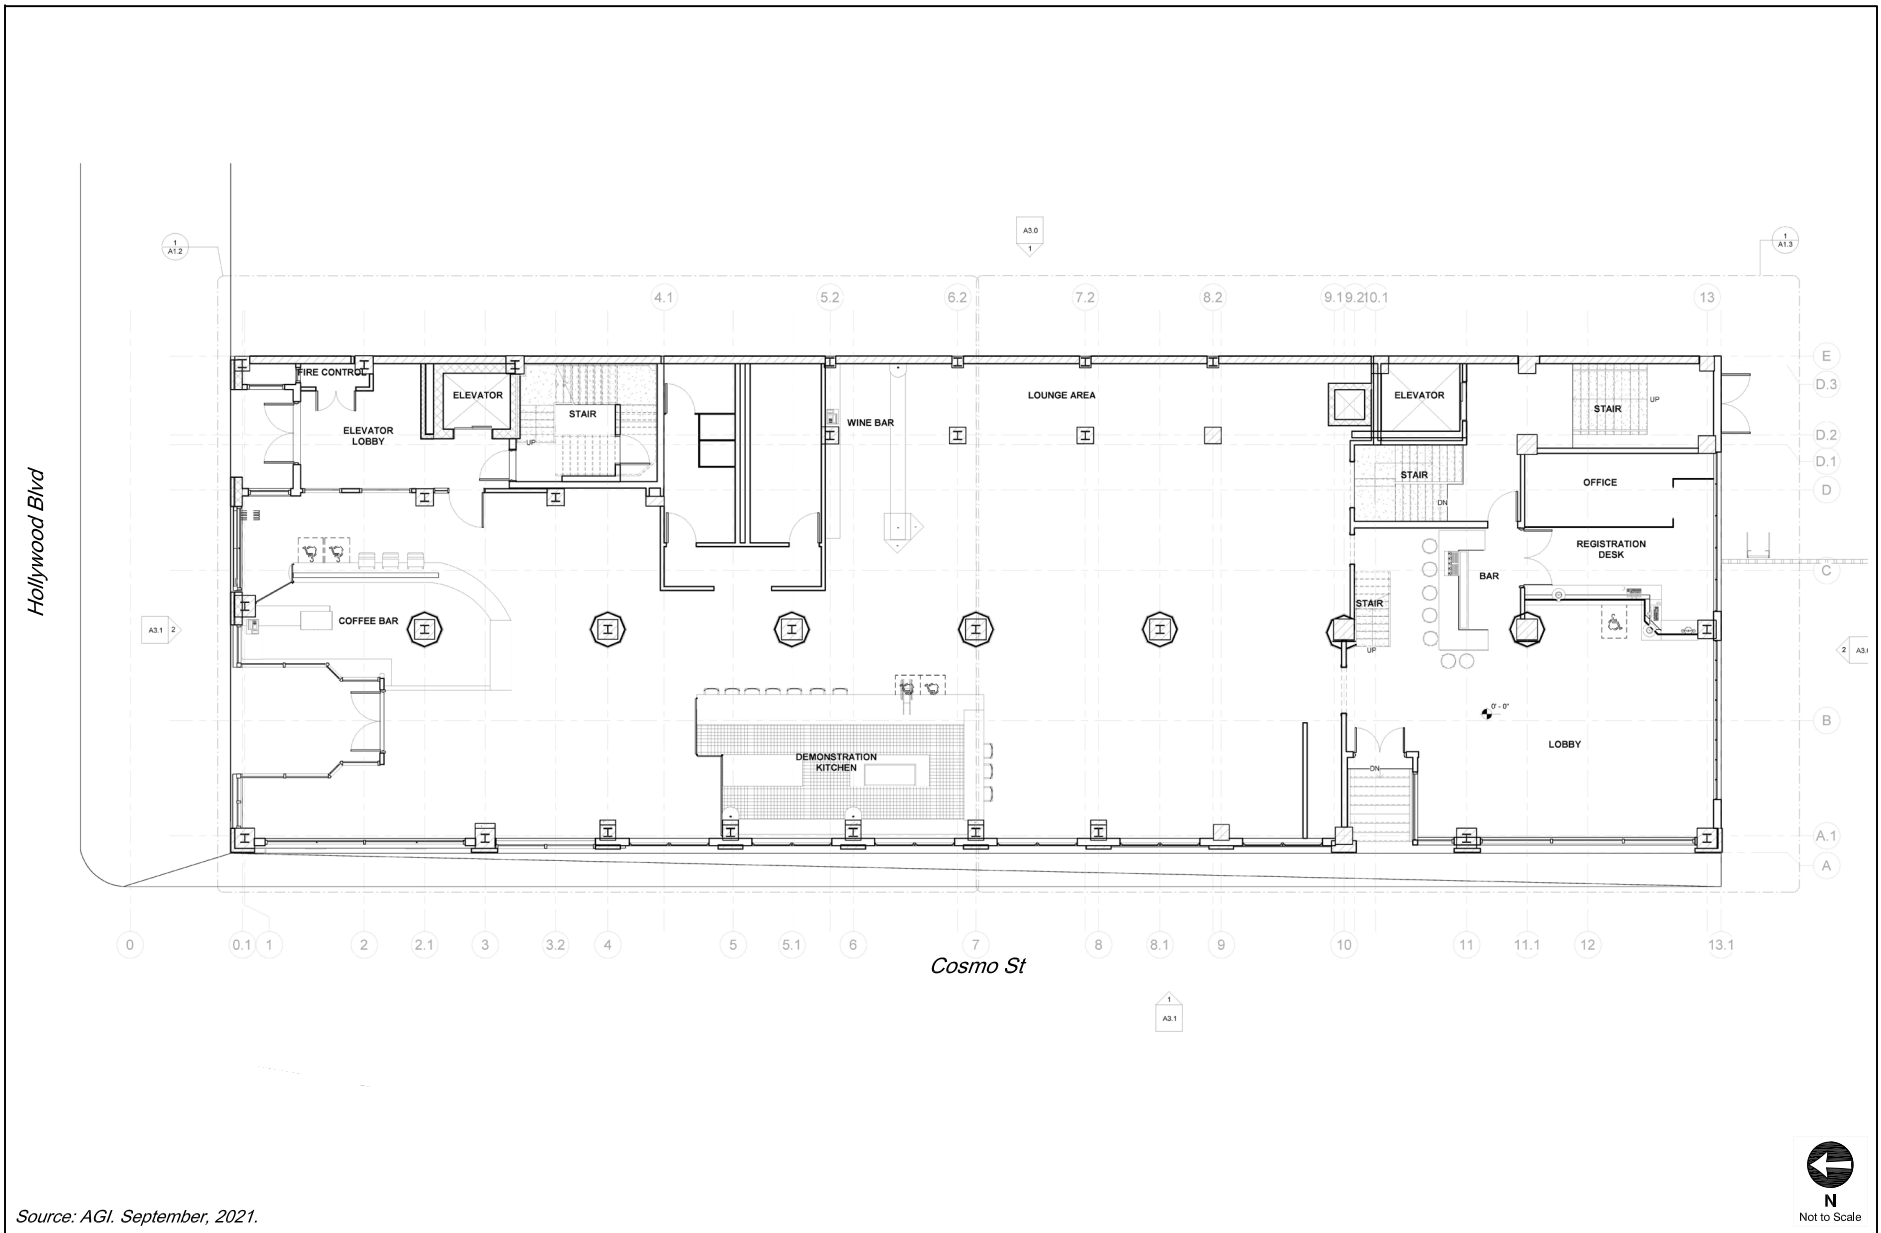 1
A1.2
A3.0
1
1
A1.3
4.1
5.2
6.2
7.2
8.2
9.1
9.2
10.1
13
E
D.3
D.2
D.1
D
C
B
A.1
A
Hollywood Blvd
FIRE CONTROL
ELEVATOR
LOBBY
ELEVATOR
STAIR
UP
WINE BAR
LOUNGE AREA
ELEVATOR
STAIR
UP
STAIR
DN
OFFICE
REGISTRATION
DESK
BAR
STAIR
UP
COFFEE BAR
A3.1
2
2
A3.
0' - 0"
LOBBY
DN
DEMONSTRATION
KITCHEN
0
0.1
1
2
2.1
3
3.2
4
5
5.1
6
7
8
8.1
9
10
11
11.1
12
13.1
Cosmo St
1
A3.1
N
Not to Scale
Source: AGI. September, 2021.